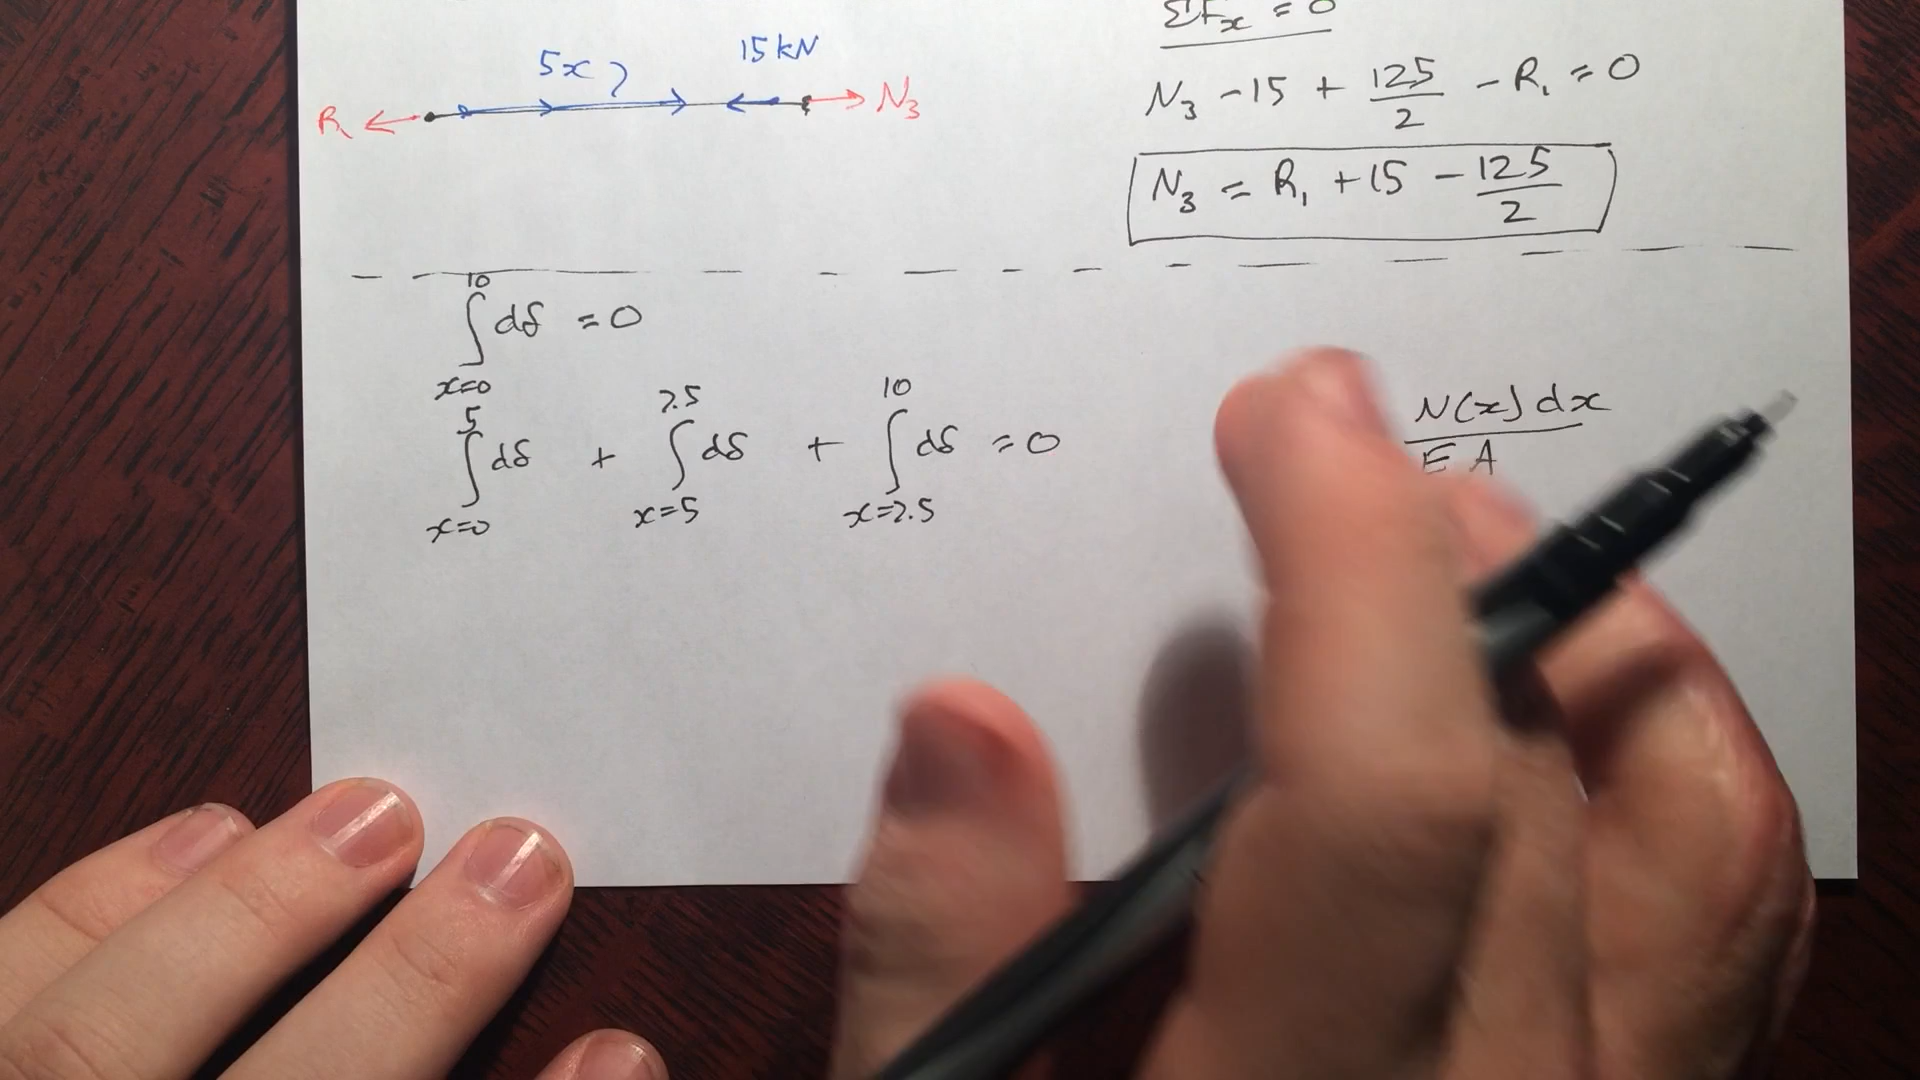 ΣFx = 0
5x
15 kN
R
N₃
N₃ - 15 + 125/2 - R₁ = 0
N₃ = R₁ + 15 - 125/2
∫_{x=0}^{10} dδ = 0
∫_{x=0}^{5} dδ + ∫_{x=5}^{7.5} dδ + ∫_{x=7.5}^{10} dδ = 0
N(x) dx / EA